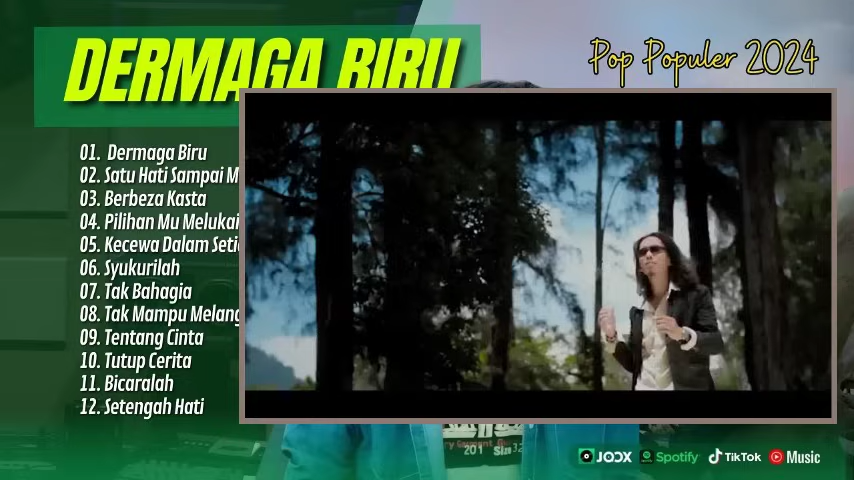 DERMAGA BIRU
Pop Populer 2024
01. Dermaga Biru
02. Satu Hati Sampai M
03. Berbeza Kasta
04. Pilihan Mu Melukai
05. Kecewa Dalam Seti
06. Syukurilah
07. Tak Bahagia
08. Tak Mampu Melang
09. Tentang Cinta
10. Tutup Cerita
11. Bicaralah
12. Setengah Hati
201
JOOX Spotify TikTok Music